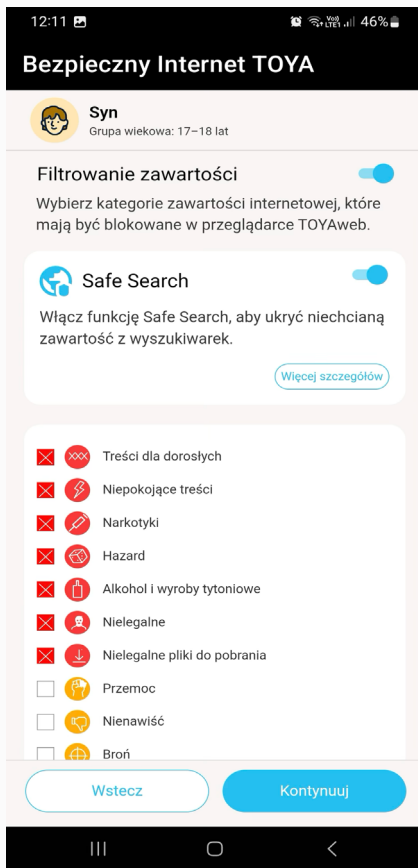 12:11 46%
Bezpieczny Internet TOYA
Syn
Grupa wiekowa: 17–18 lat
Filtrowanie zawartości
Wybierz kategorie zawartości internetowej, które
mają być blokowane w przeglądarce TOYAweb.
Safe Search
Włącz funkcję Safe Search, aby ukryć niechcianą
zawartość z wyszukiwarek.
Więcej szczegółów
Treści dla dorosłych
Niepokojące treści
Narkotyki
Hazard
Alkohol i wyroby tytoniowe
Nielegalne
Nielegalne pliki do pobrania
Przemoc
Nienawiść
Broń
Wstecz Kontynuuj